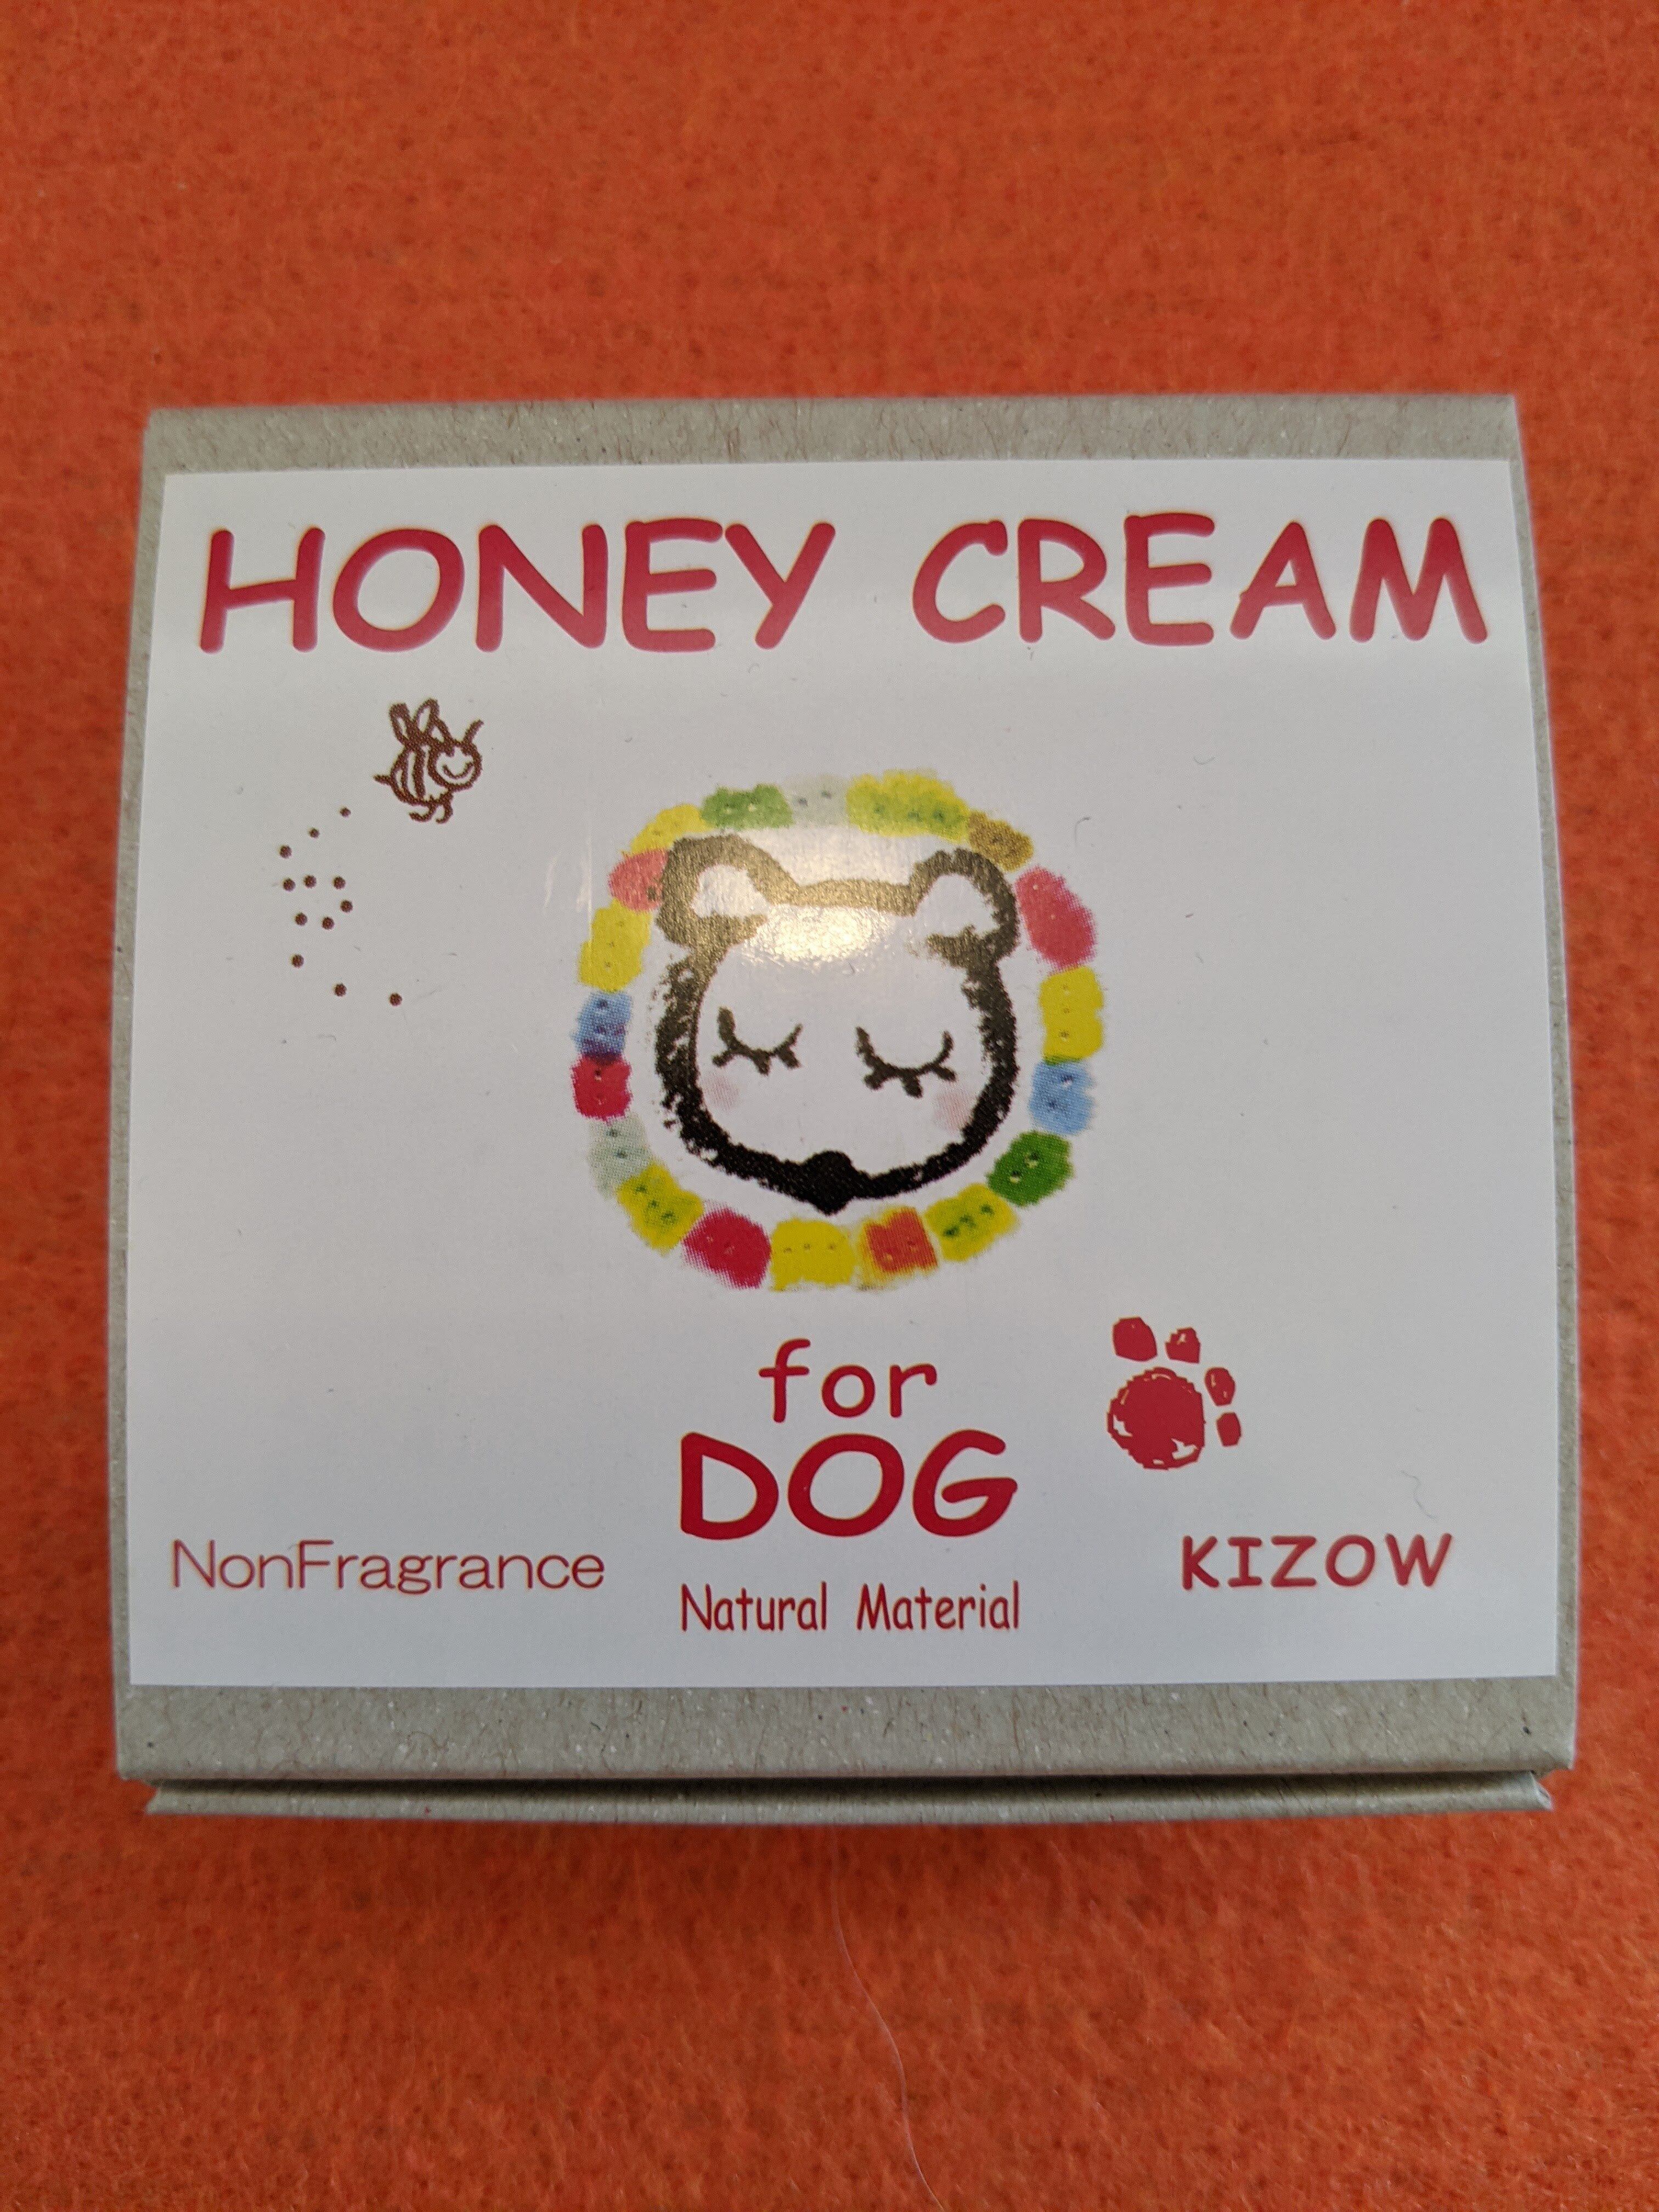 HONEY CREAM
for
DOG
NonFragrance
Natural Material
KIZOW